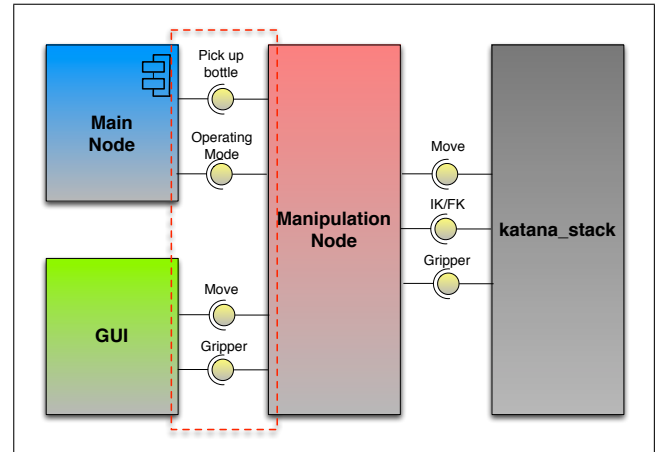 Pick up
bottle
Main
Node
Operating
Mode
Manipulation
Node
Move
IK/FK
Gripper
katana_stack
GUI
Move
Gripper